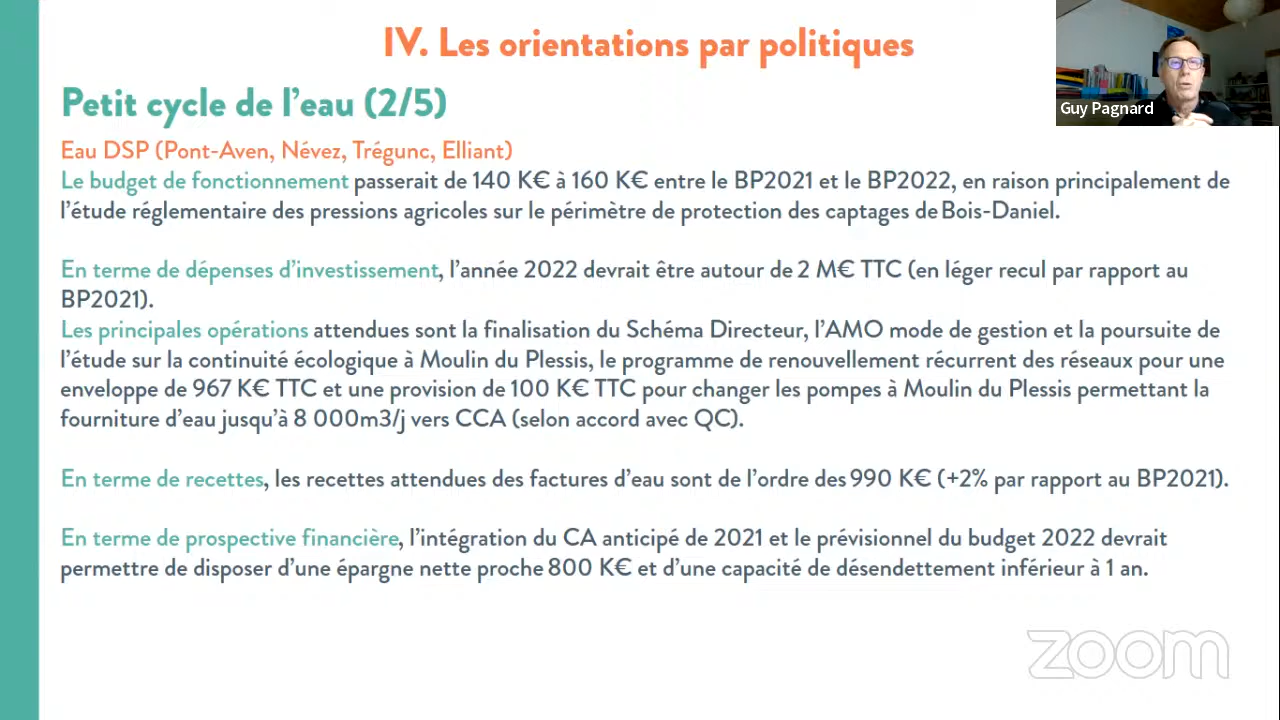 IV. Les orientations par politiques
Guy Pagnard
Petit cycle de l'eau (2/5)
Eau DSP (Pont-Aven, Névez, Trégunc, Elliant)
Le budget de fonctionnement passerait de 140 K€ à 160 K€ entre le BP2021 et le BP2022, en raison principalement de
l'étude réglementaire des pressions agricoles sur le périmètre de protection des captages de Bois-Daniel.
En terme de dépenses d'investissement, l'année 2022 devrait être autour de 2 M€ TTC (en léger recul par rapport au
BP2021).
Les principales opérations attendues sont la finalisation du Schéma Directeur, l'AMO mode de gestion et la poursuite de
l'étude sur la continuité écologique à Moulin du Plessis, le programme de renouvellement récurrent des réseaux pour une
enveloppe de 967 K€ TTC et une provision de 100 K€ TTC pour changer les pompes à Moulin du Plessis permettant la
fourniture d'eau jusqu'à 8 000m3/j vers CCA (selon accord avec QC).
En terme de recettes, les recettes attendues des factures d'eau sont de l'ordre des 990 K€ (+2% par rapport au BP2021).
En terme de prospective financière, l'intégration du CA anticipé de 2021 et le prévisionnel du budget 2022 devrait
permettre de disposer d'une épargne nette proche 800 K€ et d'une capacité de désendettement inférieur à 1 an.
zoom